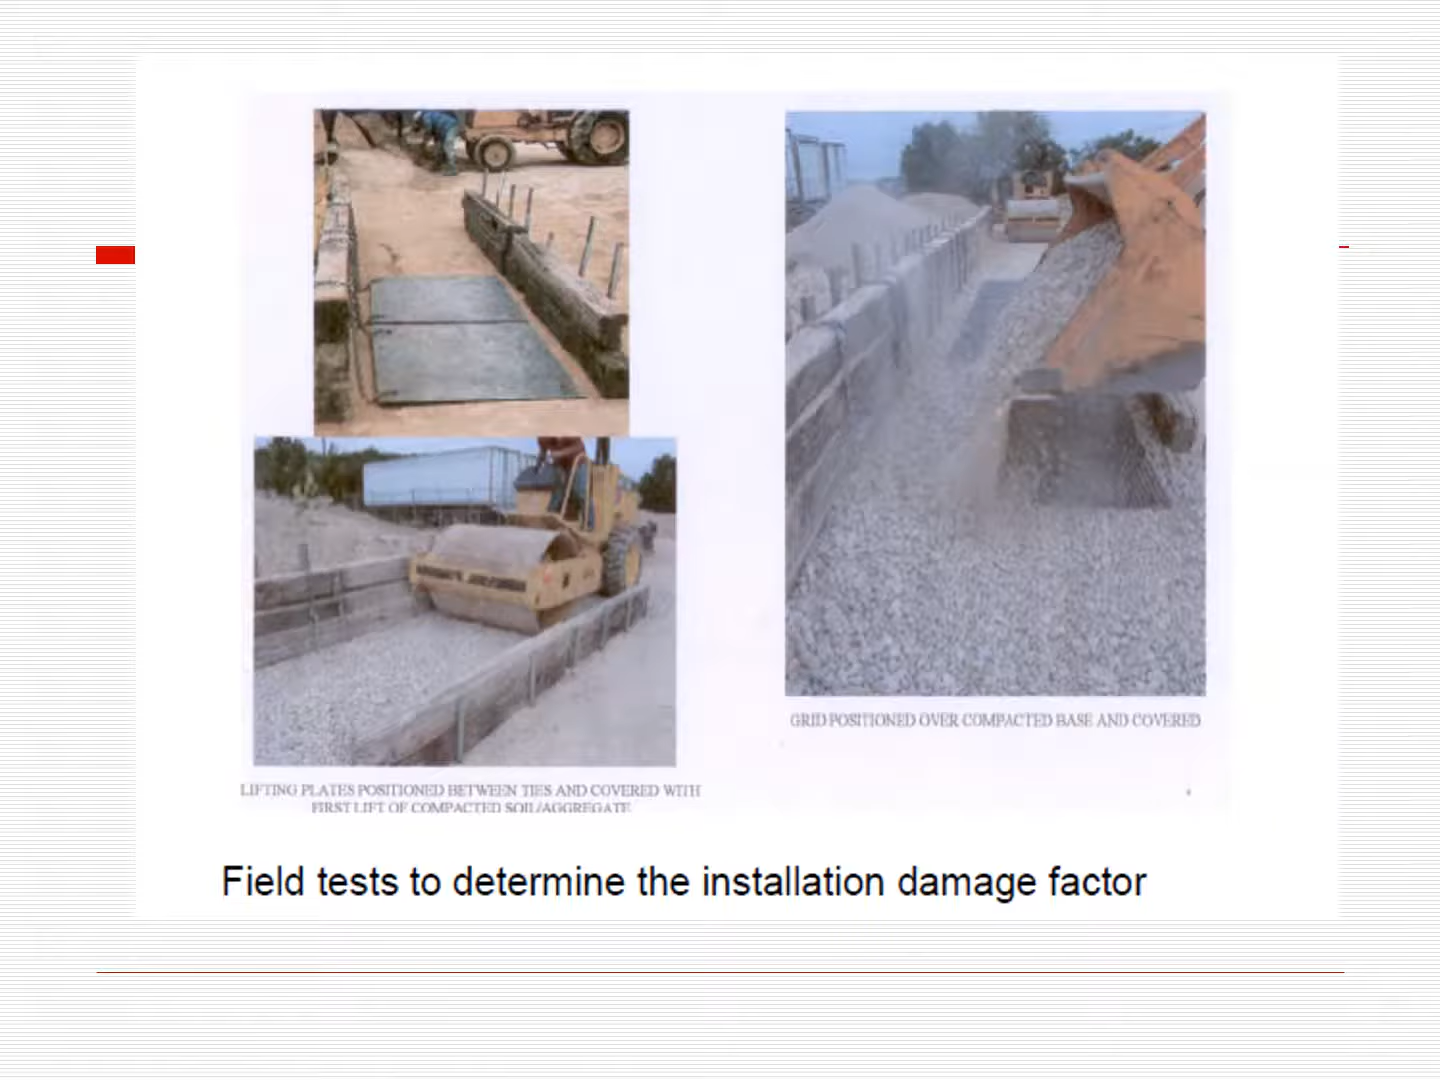 LIFTING PLATES POSITIONED BETWEEN TIES AND COVERED WITH
FIRST LIFT OF COMPACTED SOIL/AGGREGATE
GRID POSITIONED OVER COMPACTED BASE AND COVERED
Field tests to determine the installation damage factor